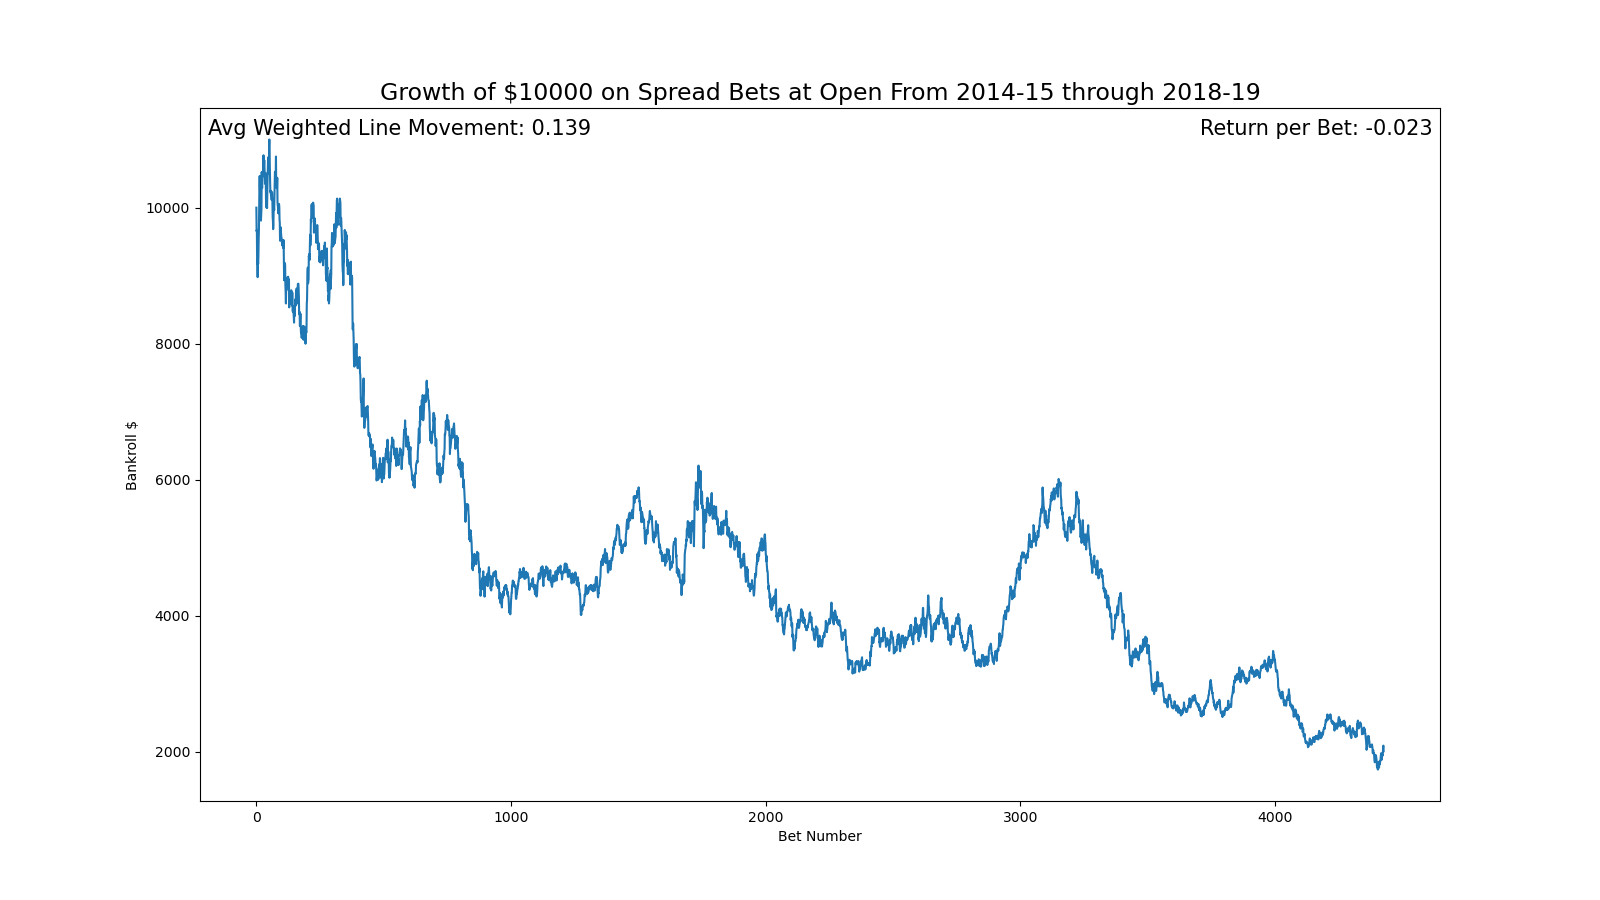 Growth of $10000 on Spread Bets at Open From 2014-15 through 2018-19
Avg Weighted Line Movement: 0.139
Return per Bet: -0.023
10000
8000
6000
4000
2000
Bankroll $
0
1000
2000
3000
4000
Bet Number